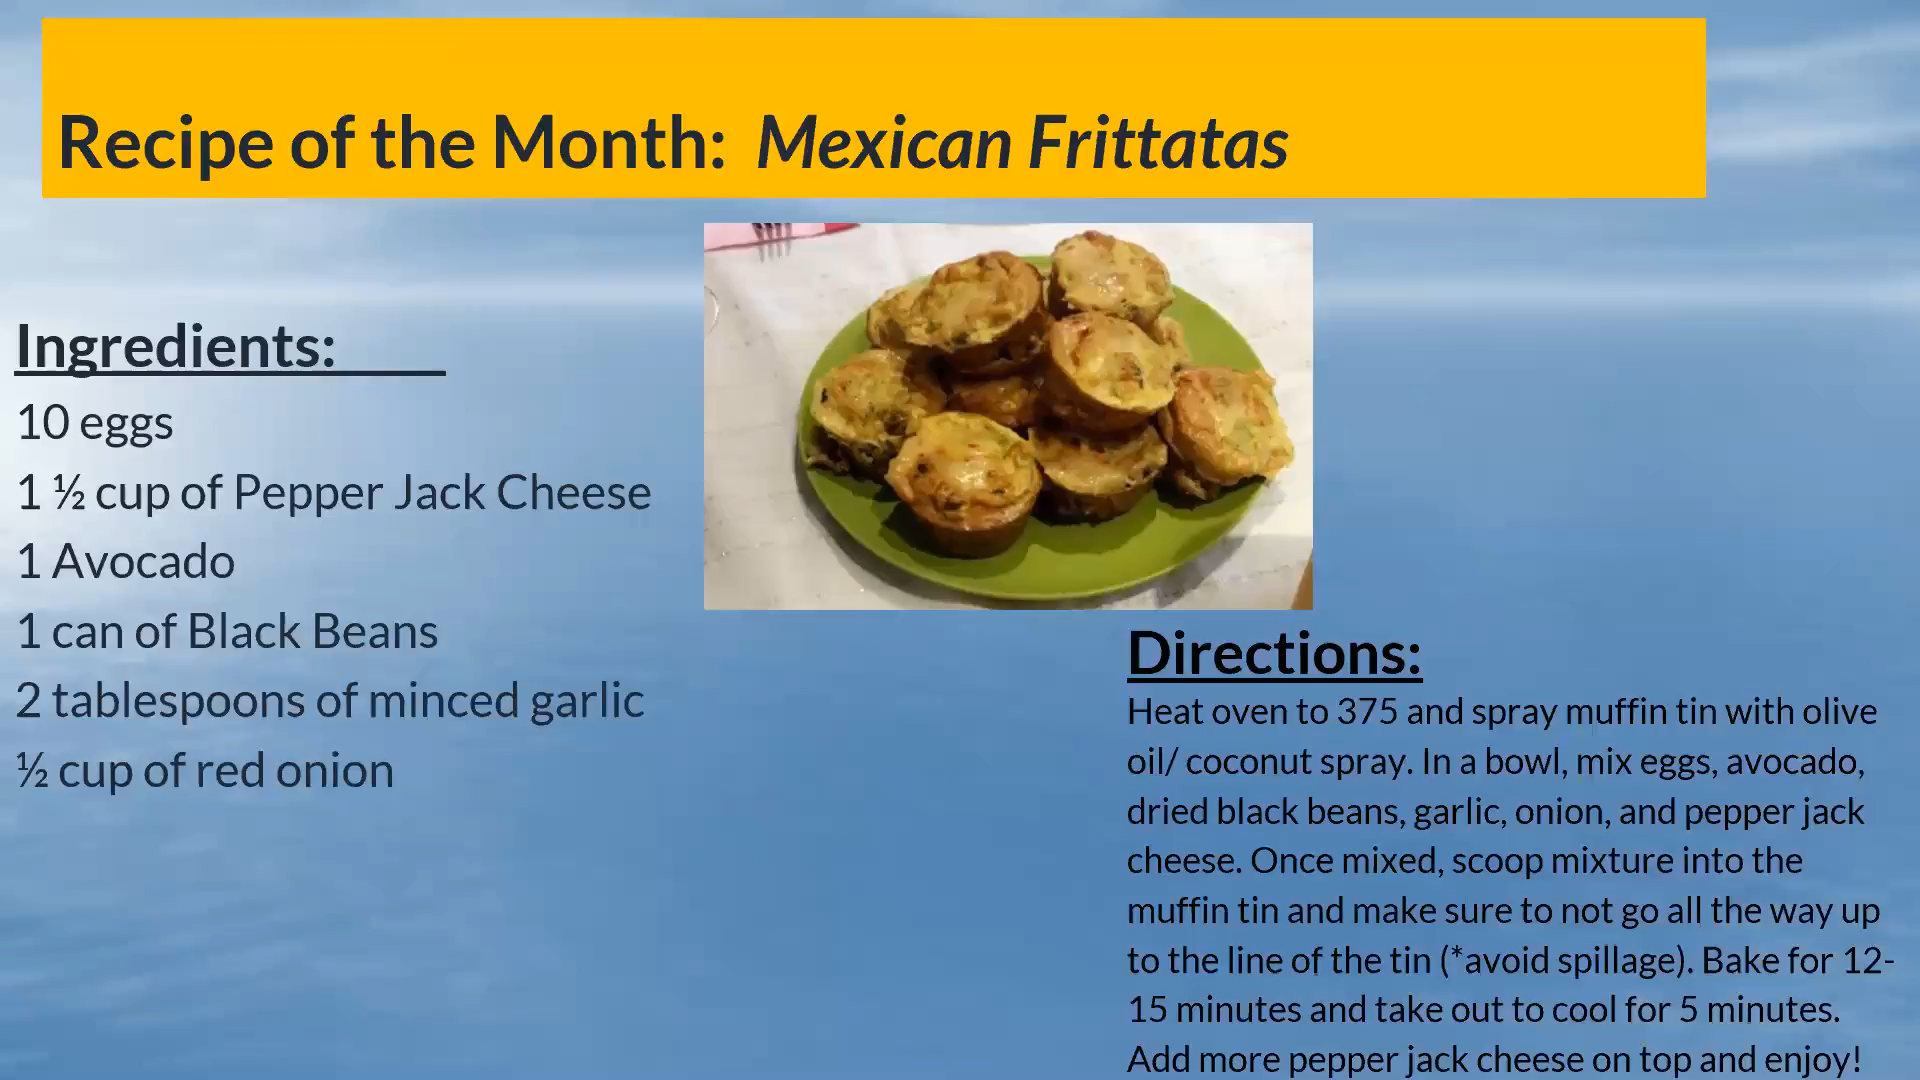 Recipe of the Month: Mexican Frittatas
Ingredients:
10 eggs
1 ½ cup of Pepper Jack Cheese
1 Avocado
1 can of Black Beans
2 tablespoons of minced garlic
½ cup of red onion
Directions:
Heat oven to 375 and spray muffin tin with olive
oil/ coconut spray. In a bowl, mix eggs, avocado,
dried black beans, garlic, onion, and pepper jack
cheese. Once mixed, scoop mixture into the
muffin tin and make sure to not go all the way up
to the line of the tin (*avoid spillage). Bake for 12-
15 minutes and take out to cool for 5 minutes.
Add more pepper jack cheese on top and enjoy!